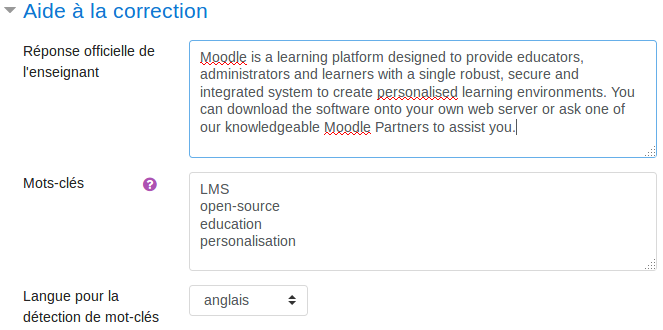 Aide à la correction
Réponse officielle de
l'enseignant
Moodle is a learning platform designed to provide educators,
administrators and learners with a single robust, secure and
integrated system to create personalised learning environments. You
can download the software onto your own web server or ask one of
our knowledgeable Moodle Partners to assist you.
Mots-clés
?
LMS
open-source
education
personalisation
Langue pour la
détection de mot-clés
anglais